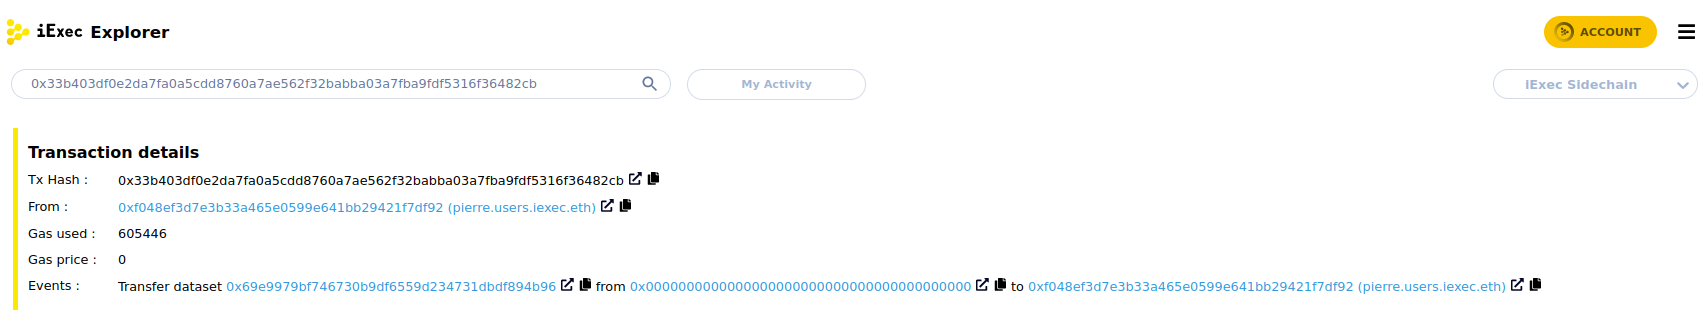 iExec Explorer
ACCOUNT
0x33b403df0e2da7fa0a5cdd8760a7ae562f32babba03a7fba9fdf5316f36482cb
My Activity
iExec Sidechain
Transaction details
Tx Hash : 0x33b403df0e2da7fa0a5cdd8760a7ae562f32babba03a7fba9fdf5316f36482cb
From : 0xf048ef3d7e3b33a465e0599e641bb29421f7df92 (pierre.users.iexec.eth)
Gas used : 605446
Gas price : 0
Events : Transfer dataset 0x69e9979bf746730b9df6559d234731dbdf894b96 from 0x0000000000000000000000000000000000000000 to 0xf048ef3d7e3b33a465e0599e641bb29421f7df92 (pierre.users.iexec.eth)